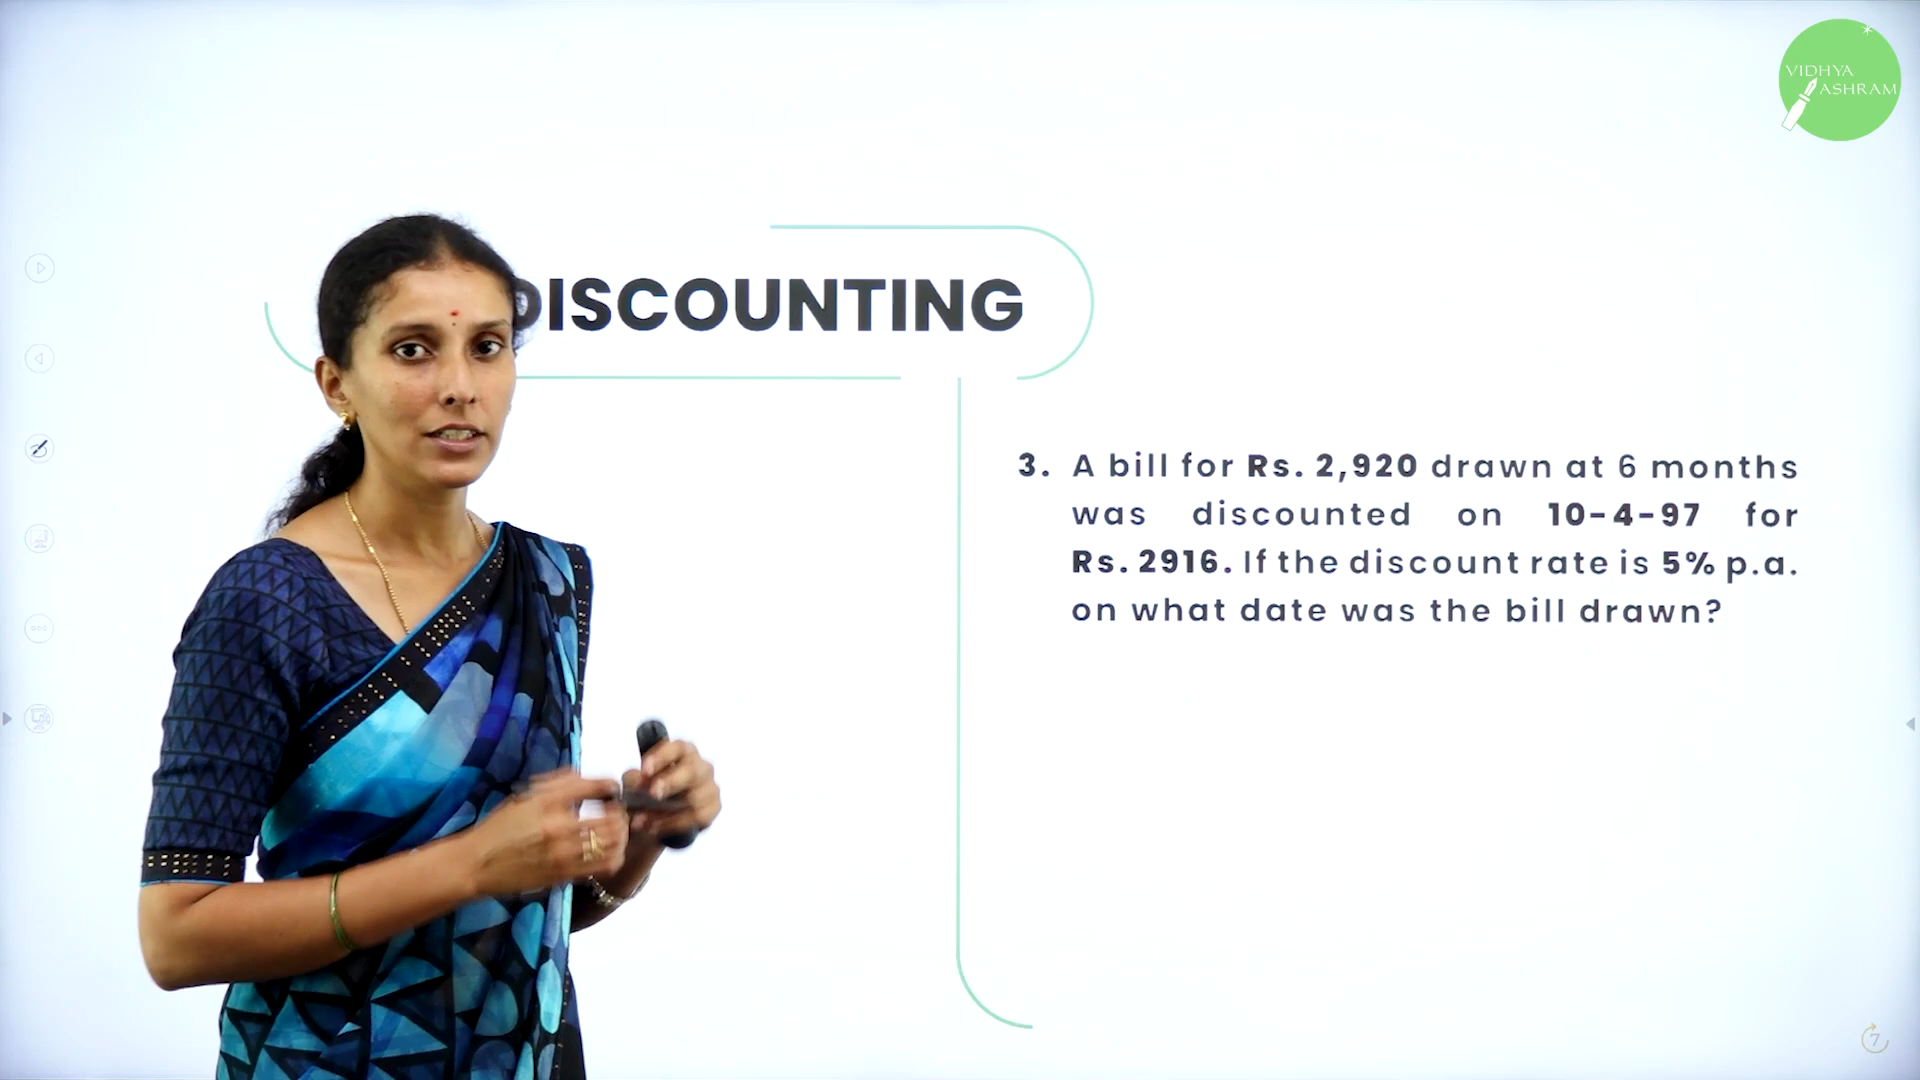 VIDHYA
ASHRAM
DISCOUNTING
3. A bill for Rs. 2,920 drawn at 6 months
was discounted on 10-4-97 for
Rs. 2916. If the discount rate is 5% p.a.
on what date was the bill drawn?
7